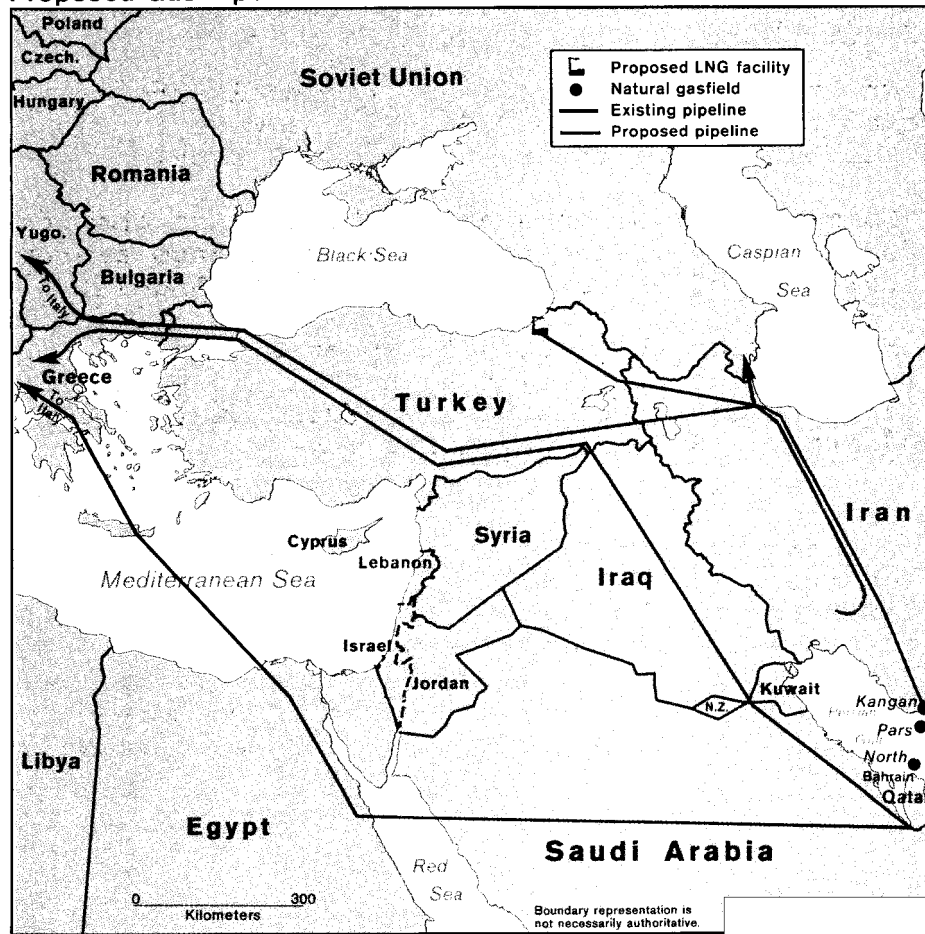 Poland
Czech.
Hungary
Soviet Union
Proposed LNG facility
Natural gasfield
Existing pipeline
Proposed pipeline
Romania
Yugo.
Bulgaria
Black Sea
Caspian
Sea
To Italy
Greece
To
Italy
Turkey
Iran
Cyprus
Syria
Lebanon
Iraq
Mediterranean Sea
Israel
Jordan
Kuwait
N.Z.
Persian
Gulf
Kangan
Pars
North
Bahrain
Qatar
Libya
Egypt
Saudi Arabia
Red
Sea
0 300
Kilometers
Boundary representation is
not necessarily authoritative.